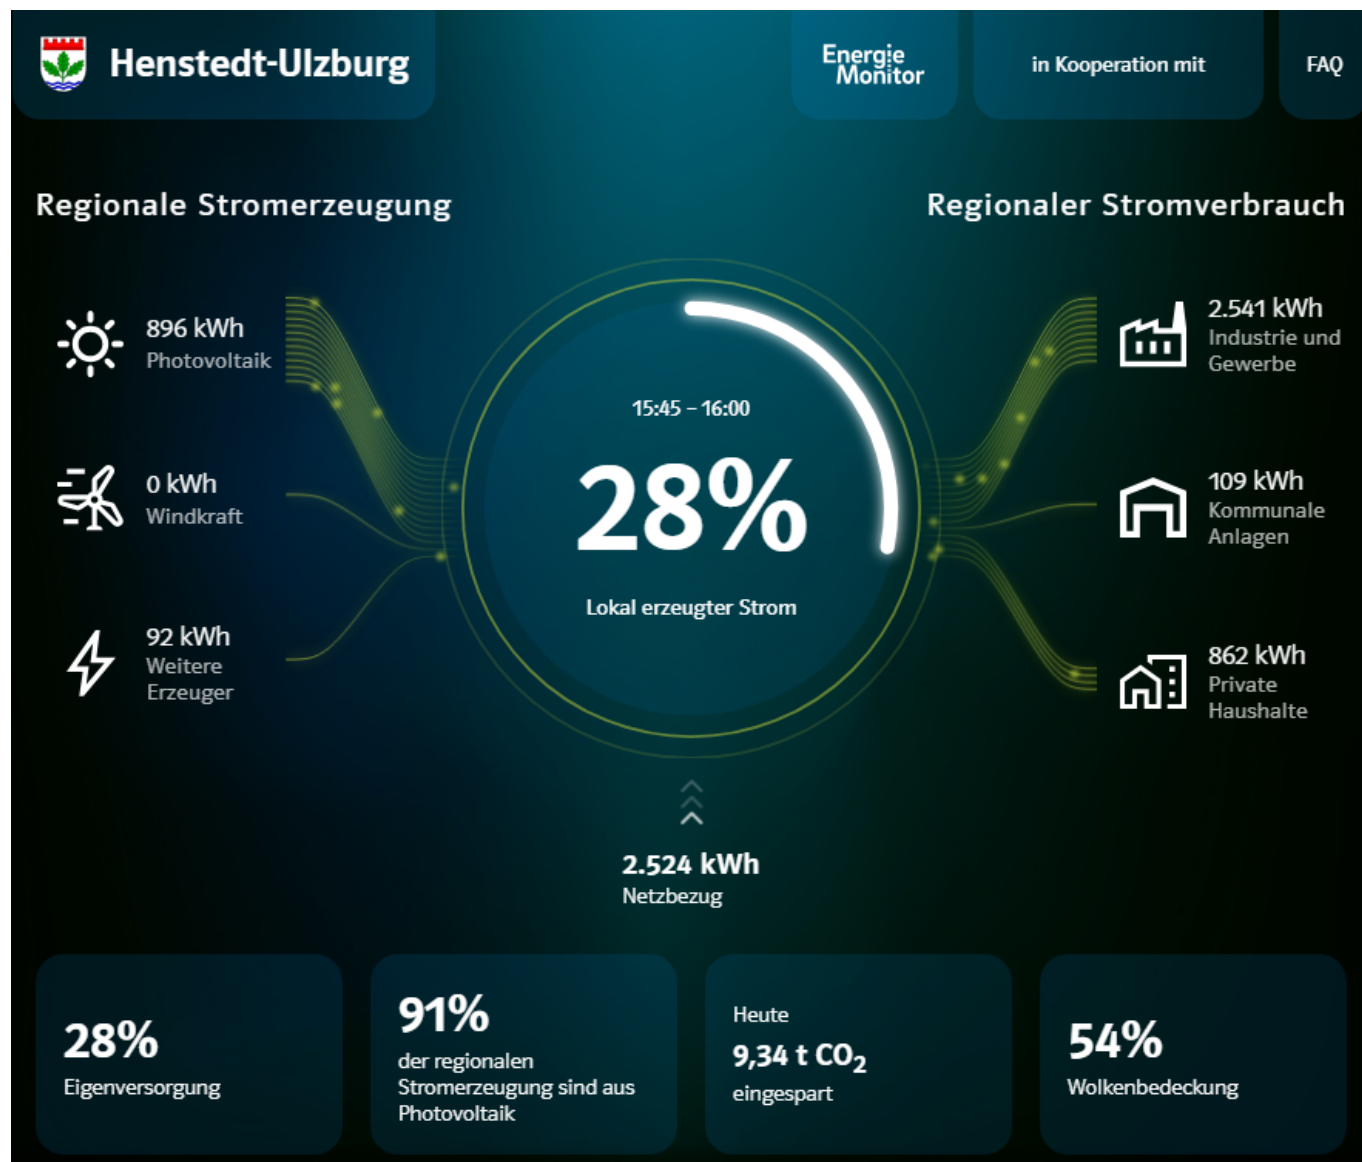 Henstedt-Ulzburg
Energie
Monitor
in Kooperation mit
FAQ
Regionale Stromerzeugung
Regionaler Stromverbrauch
896 kWh
Photovoltaik
0 kWh
Windkraft
92 kWh
Weitere
Erzeuger
15:45 – 16:00
28%
Lokal erzeugter Strom
2.541 kWh
Industrie und
Gewerbe
109 kWh
Kommunale
Anlagen
862 kWh
Private
Haushalte
2.524 kWh
Netzbezug
28%
Eigenversorgung
91%
der regionalen
Stromerzeugung sind aus
Photovoltaik
Heute
9,34 t CO₂
eingespart
54%
Wolkenbedeckung